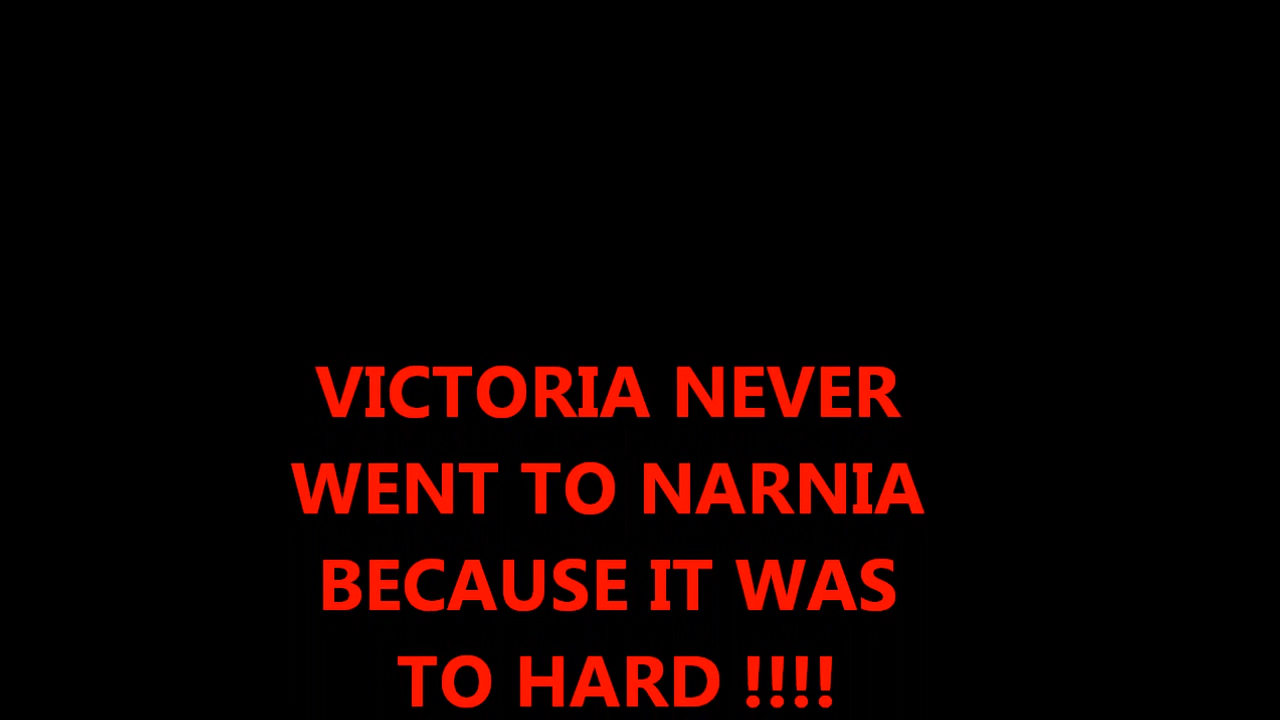 VICTORIA NEVER
WENT TO NARNIA
BECAUSE IT WAS
TO HARD !!!!